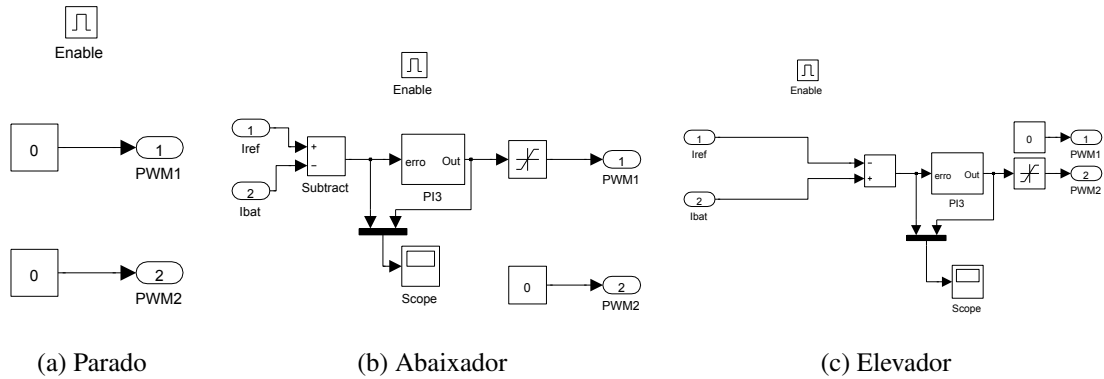 Enable
0
1
PWM1
0
2
PWM2
(a) Parado
Enable
1
Iref
2
Ibat
+
−
Subtract
erro Out
PI3
1
PWM1
Scope
0
2
PWM2
(b) Abaixador
Enable
1
Iref
2
Ibat
−
+
erro Out
PI3
0
1
PWM1
2
PWM2
Scope
(c) Elevador